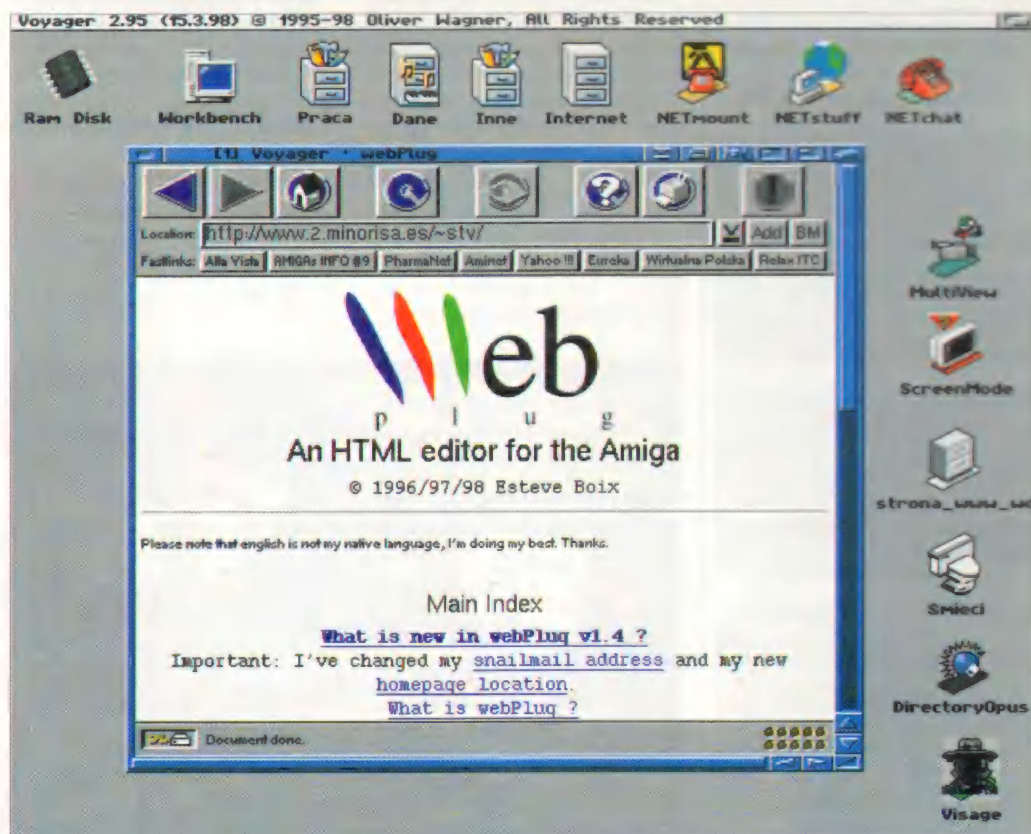 Voyager 2.95 (15.3.98) © 1995-98 Oliver Wagner, All Rights Reserved
Ram Disk Workbench Praca Dane Inne Internet NETmount NETstuff NETchat
[1] Voyager · webPlug
Location: http://www.2.minorisa.es/~stv/ Add BM
Fastlinks: Alta Vista AMIGAs INFO #9 PharmaNet Aminet Yahoo !!! Eureka Wirtualna Polska Relax ITC
Web
plug
An HTML editor for the Amiga
© 1996/97/98 Esteve Boix
Please note that english is not my native language, I'm doing my best. Thanks.
Main Index
What is new in webPlug v1.4 ?
Important: I've changed my snailmail address and my new
homepage location.
What is webPlug ?
Document done.
MultiView
ScreenMode
strona_www_wo
Smieci
DirectoryOpus
Visage